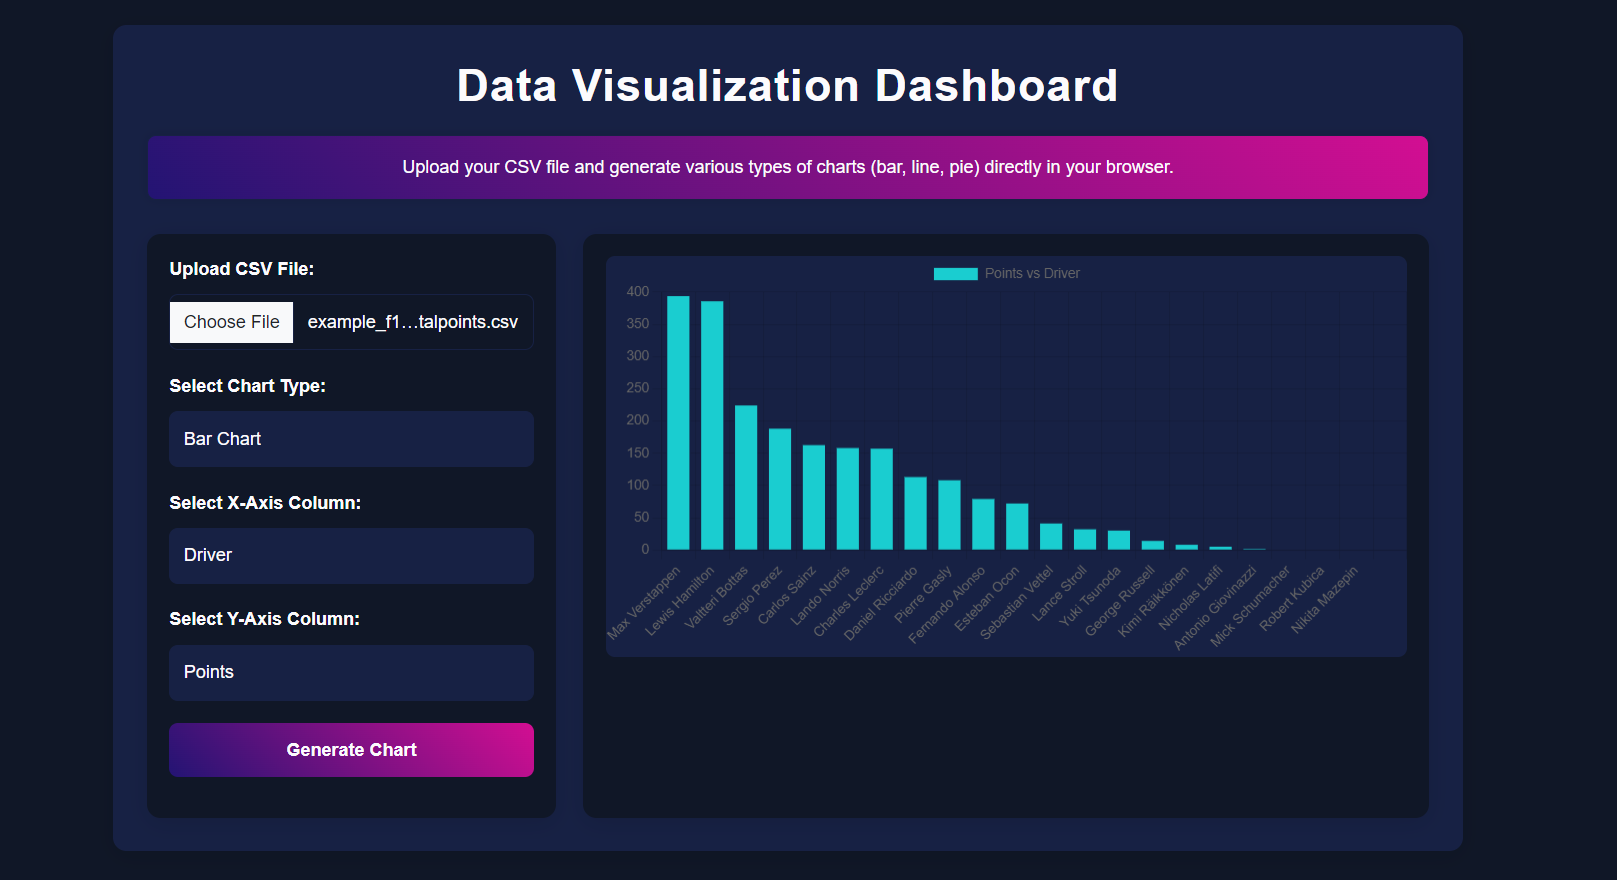 Data Visualization Dashboard
Upload your CSV file and generate various types of charts (bar, line, pie) directly in your browser.
Upload CSV File:
Choose File example_f1…talpoints.csv
Select Chart Type:
Bar Chart
Select X-Axis Column:
Driver
Select Y-Axis Column:
Points
Generate Chart
Points vs Driver
400
350
300
250
200
150
100
50
0
Max Verstappen
Lewis Hamilton
Valtteri Bottas
Sergio Perez
Carlos Sainz
Lando Norris
Charles Leclerc
Daniel Ricciardo
Pierre Gasly
Fernando Alonso
Esteban Ocon
Sebastian Vettel
Lance Stroll
Yuki Tsunoda
George Russell
Kimi Räikkönen
Nicholas Latifi
Antonio Giovinazzi
Mick Schumacher
Robert Kubica
Nikita Mazepin